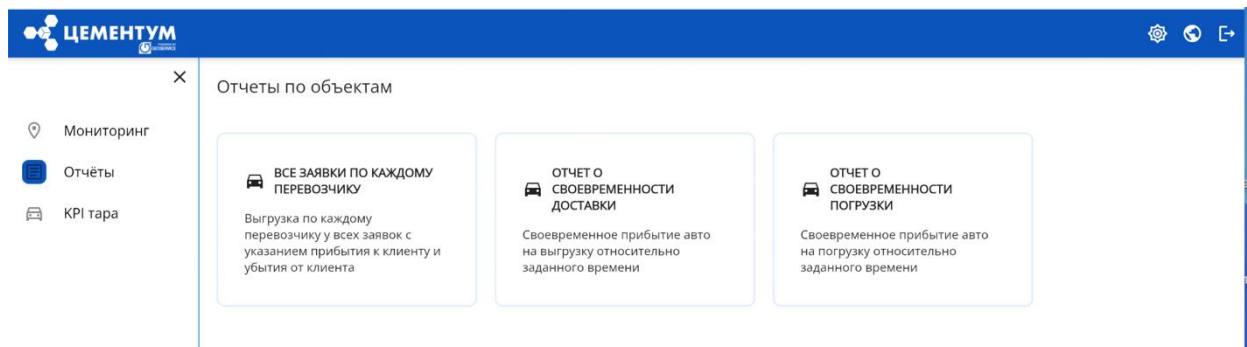 ЦЕМЕНТУМ
Отчеты по объектам
Мониторинг
Отчёты
KPI тара
ВСЕ ЗАЯВКИ ПО КАЖДОМУ
ПЕРЕВОЗЧИКУ
Выгрузка по каждому
перевозчику у всех заявок с
указанием прибытия к клиенту и
убытия от клиента
ОТЧЕТ О
СВОЕВРЕМЕННОСТИ
ДОСТАВКИ
Своевременное прибытие авто
на выгрузку относительно
заданного времени
ОТЧЕТ О
СВОЕВРЕМЕННОСТИ
ПОГРУЗКИ
Своевременное прибытие авто
на погрузку относительно
заданного времени